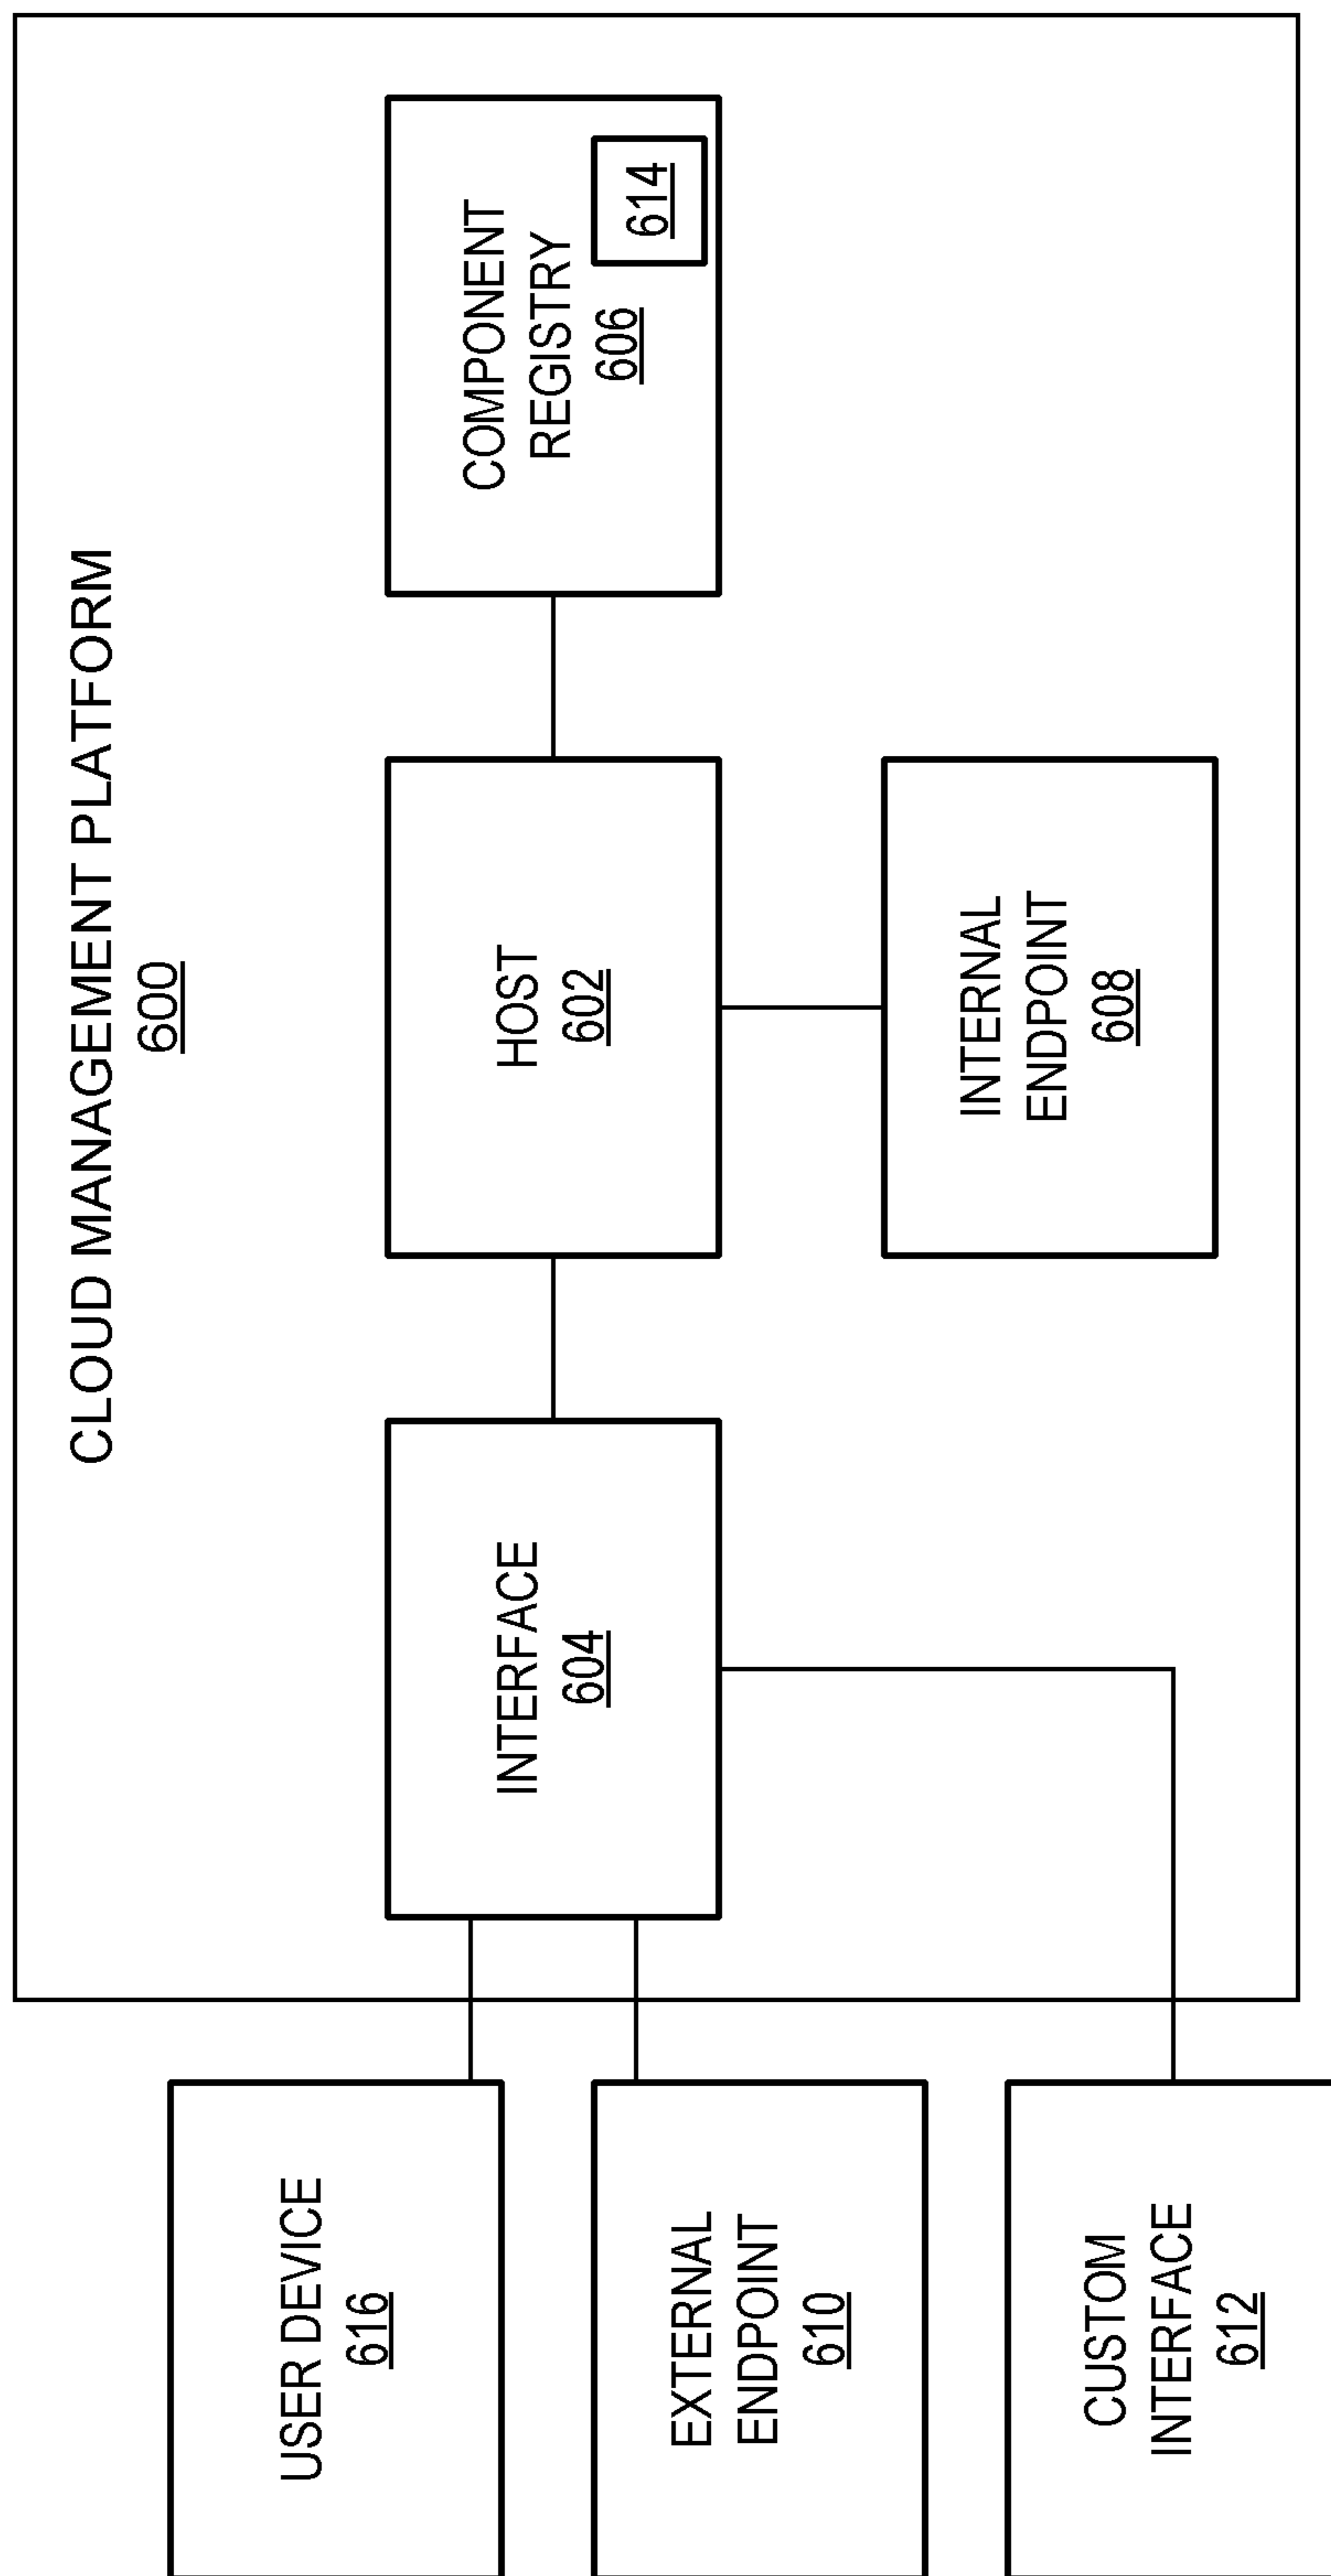 CLOUD MANAGEMENT PLATFORM
600
USER DEVICE
616
EXTERNAL
ENDPOINT
610
CUSTOM
INTERFACE
612
INTERFACE
604
HOST
602
INTERNAL
ENDPOINT
608
COMPONENT
REGISTRY
606
614